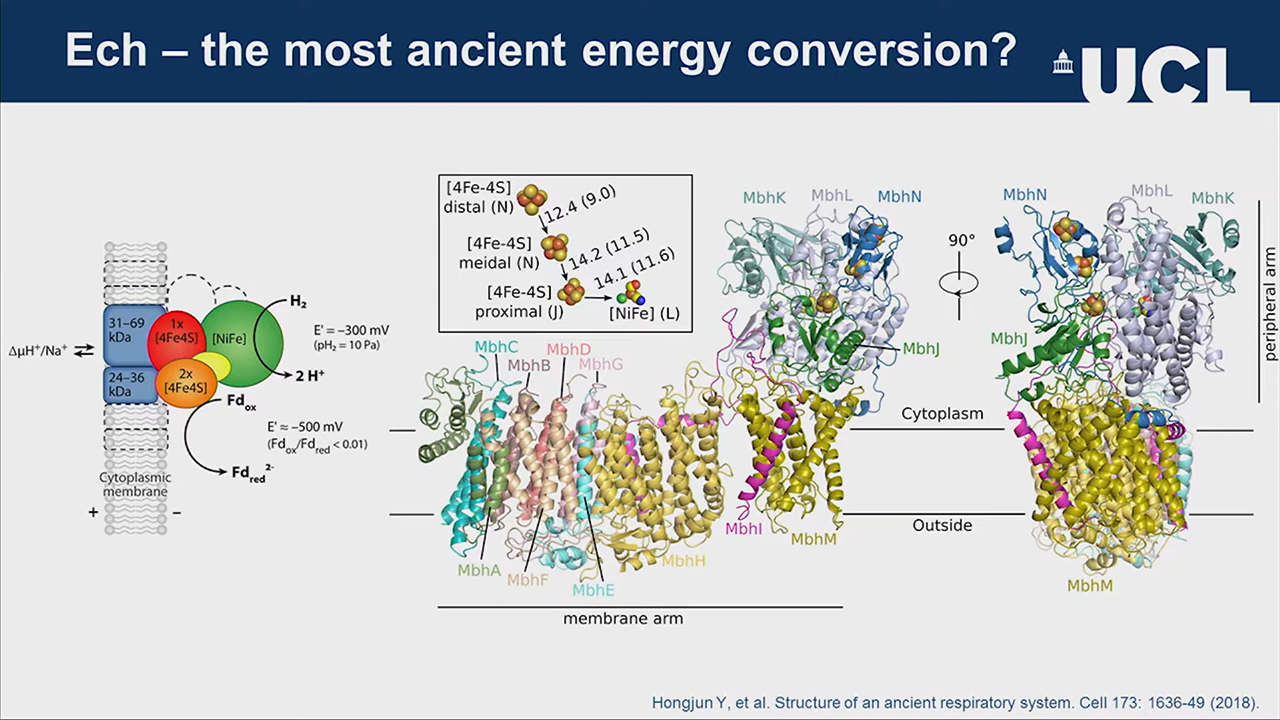 Ech – the most ancient energy conversion?
UCL
31–69
kDa
24–36
kDa
1x
[4Fe4S]
[NiFe]
2x
[4Fe4S]
ΔμH⁺/Na⁺
H₂
E' = –300 mV
(pH₂ = 10 Pa)
2 H⁺
Fdox
E' ≈ –500 mV
(Fdox/Fdred < 0.01)
Fdred²⁻
Cytoplasmic
membrane
+
–
[4Fe-4S]
distal (N)
12.4 (9.0)
[4Fe-4S]
meidal (N)
14.2 (11.5)
[4Fe-4S]
proximal (J)
14.1 (11.6)
[NiFe] (L)
MbhC
MbhB
MbhD
MbhG
MbhA
MbhF
MbhE
MbhH
MbhI
MbhM
membrane arm
MbhK
MbhL
MbhN
MbhJ
90°
Cytoplasm
Outside
MbhN
MbhL
MbhK
MbhJ
MbhM
peripheral arm
Hongjun Y, et al. Structure of an ancient respiratory system. Cell 173: 1636-49 (2018).